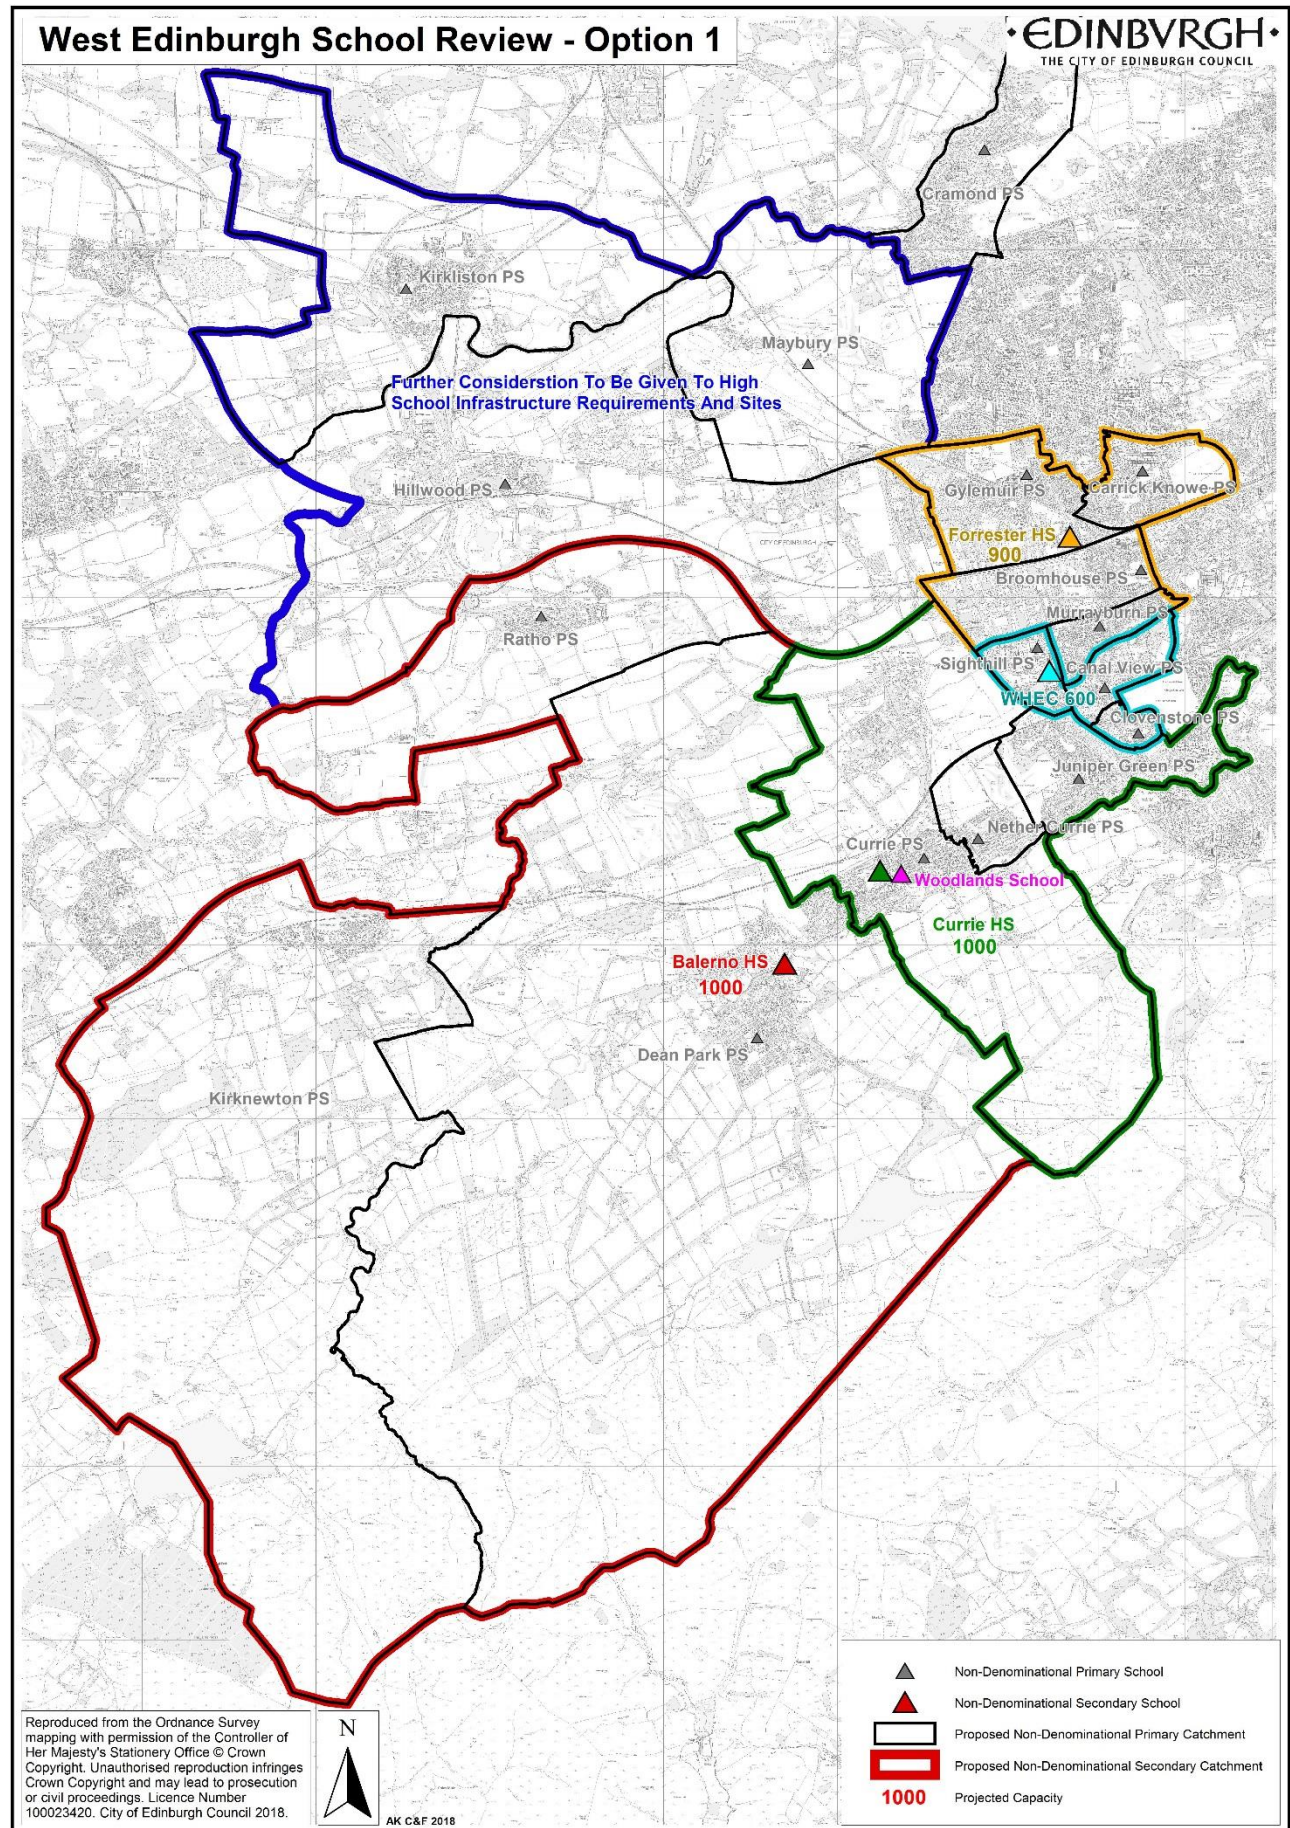 West Edinburgh School Review - Option 1
·EDINBVRGH·
THE CITY OF EDINBURGH COUNCIL
Cramond PS
Kirkliston PS
Maybury PS
Further Considerstion To Be Given To High
School Infrastructure Requirements And Sites
Hillwood PS
Gylemuir PS
Carrick Knowe PS
Forrester HS
900
CITY OF EDINBURGH
Broomhouse PS
Murrayburn PS
Ratho PS
Sighthill PS
Canal View PS
WHEC 600
Clovenstone PS
Juniper Green PS
Nether Currie PS
Currie PS
Woodlands School
Currie HS
1000
Balerno HS
1000
Dean Park PS
Kirknewton PS
Non-Denominational Primary School
Non-Denominational Secondary School
Proposed Non-Denominational Primary Catchment
Proposed Non-Denominational Secondary Catchment
1000 Projected Capacity
Reproduced from the Ordnance Survey
mapping with permission of the Controller of
Her Majesty's Stationery Office © Crown
Copyright. Unauthorised reproduction infringes
Crown Copyright and may lead to prosecution
or civil proceedings. Licence Number
100023420. City of Edinburgh Council 2018.
N
AK C&F 2018